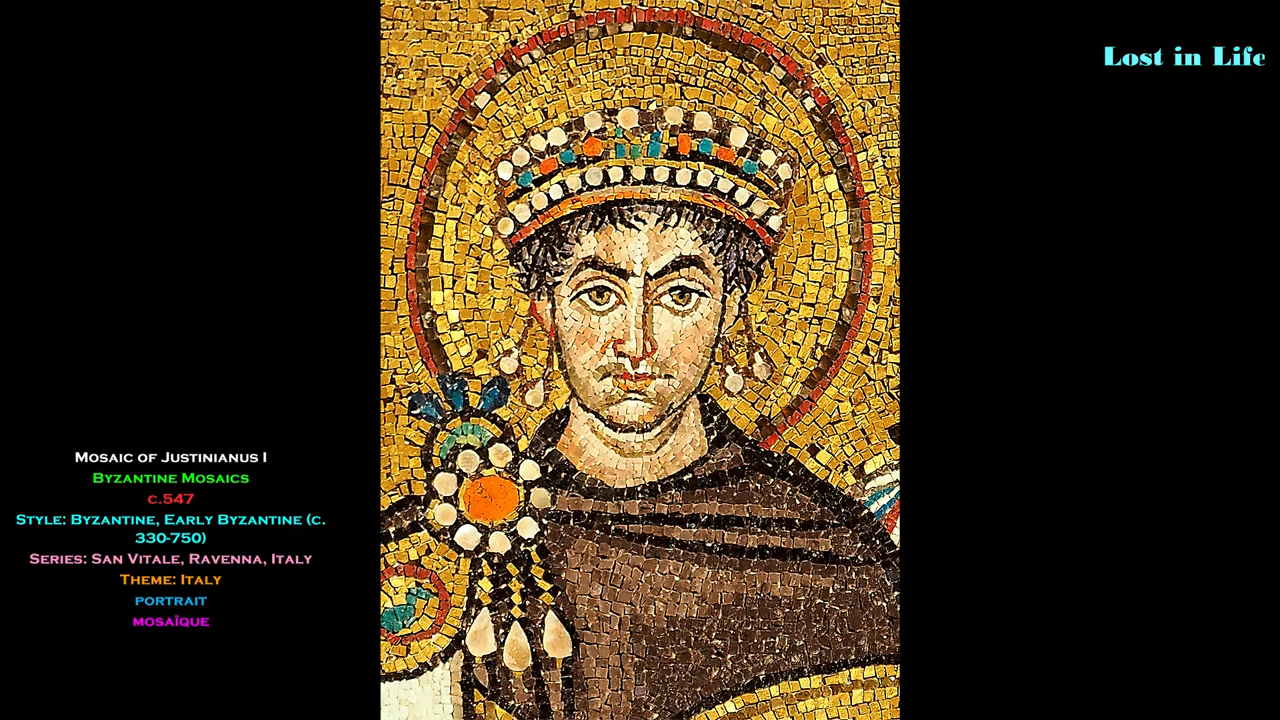 Lost in Life
Mosaic of Justinianus I
Byzantine Mosaics
c.547
Style: Byzantine, Early Byzantine (c.
330-750)
Series: San Vitale, Ravenna, Italy
Theme: Italy
portrait
mosaïque